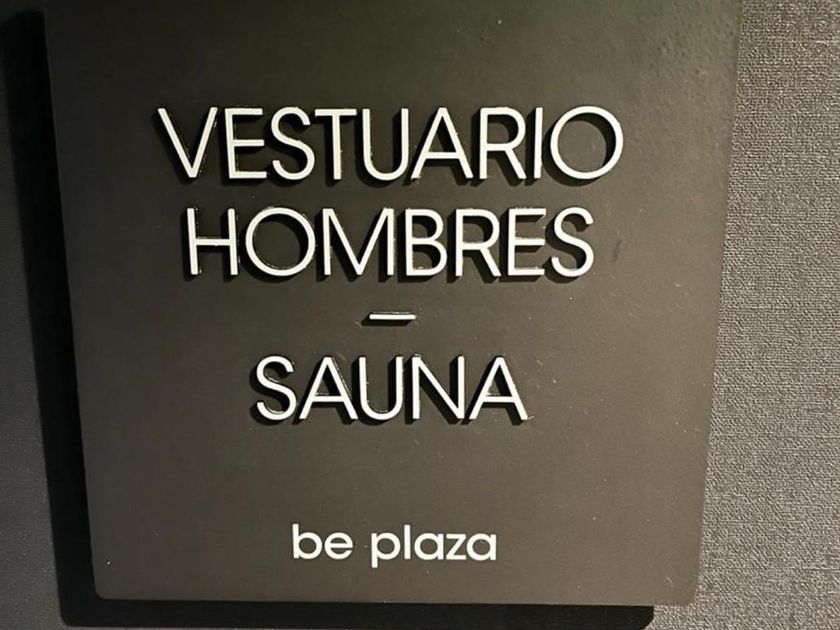 VESTUARIO
HOMBRES
–
SAUNA
be plaza